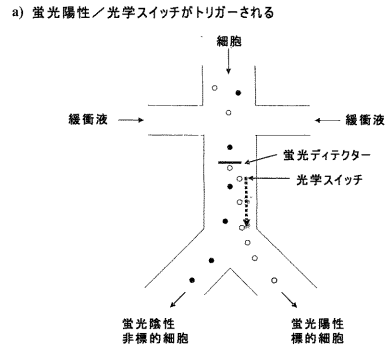 a) 蛍光陽性／光学スイッチがトリガーされる
細胞
緩衝液
緩衝液
蛍光ディテクター
光学スイッチ
蛍光陰性
非標的細胞
蛍光陽性
標的細胞